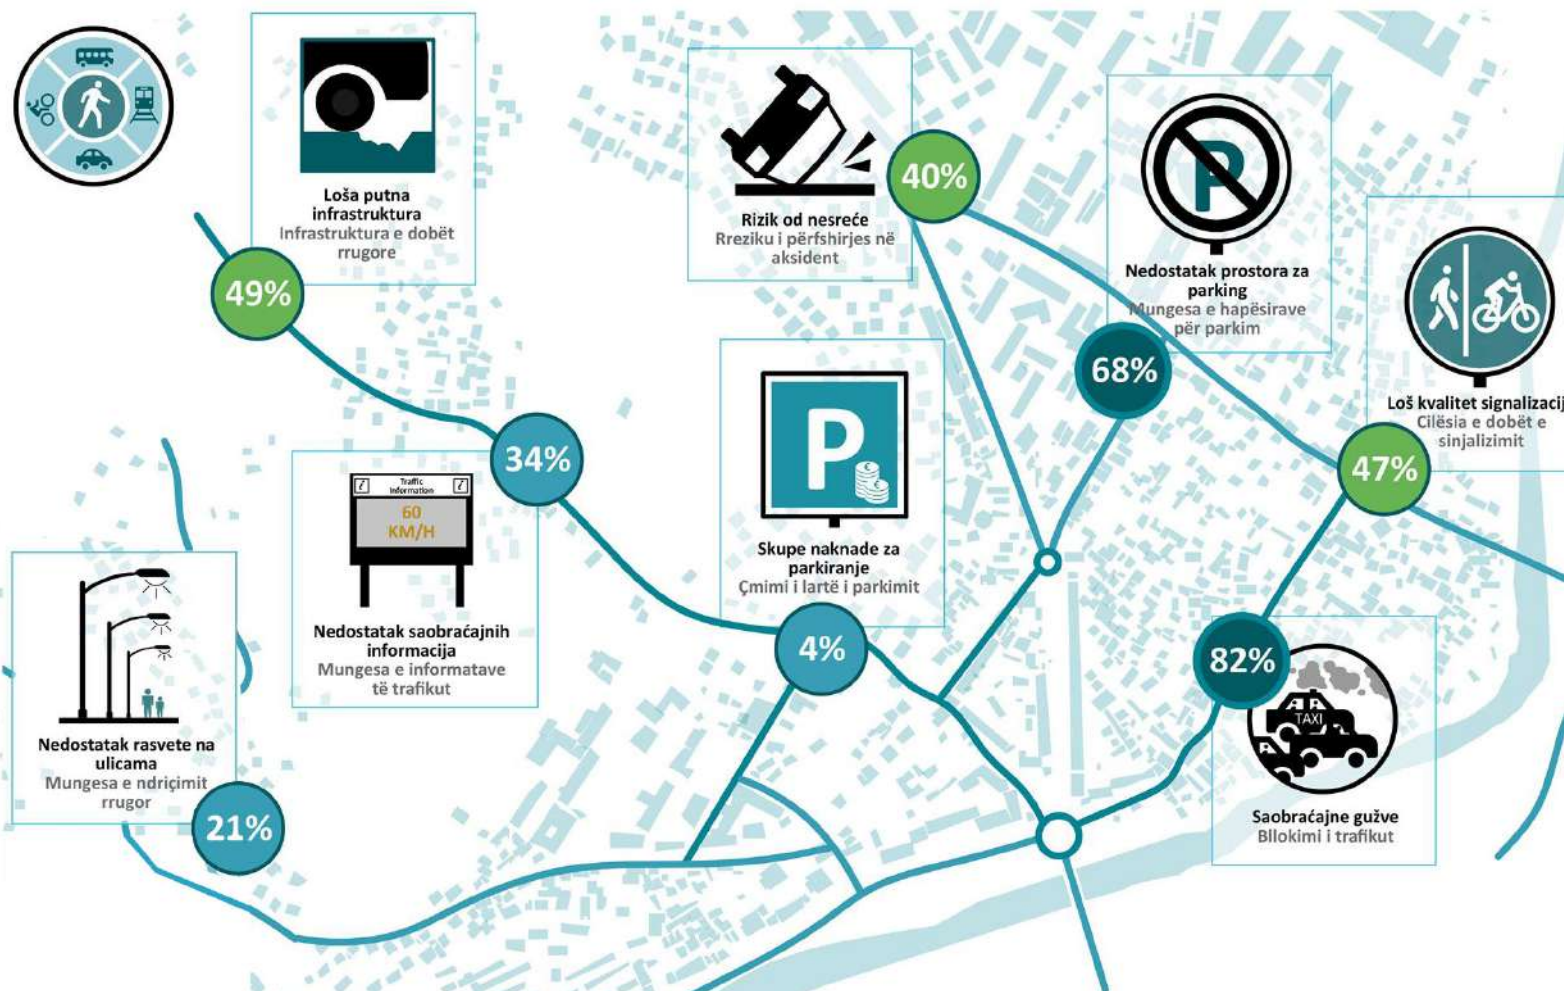 Loša putna
infrastruktura
Infrastruktura e dobët
rrugore
49%
Rizik od nesreće
Rreziku i përfshirjes në
aksident
40%
P
Nedostatak prostora za
parking
Mungesa e hapësirave
për parkim
68%
Loš kvalitet signalizacij
Cilësia e dobët e
sinjalizimit
47%
34%
i Traffic Information i
60
KM/H
Nedostatak saobraćajnih
informacija
Mungesa e informatave
të trafikut
P
Skupe naknade za
parkiranje
Çmimi i lartë i parkimit
4%
Nedostatak rasvete na
ulicama
Mungesa e ndriçimit
rrugor
21%
82%
TAXI
Saobraćajne gužve
Bllokimi i trafikut